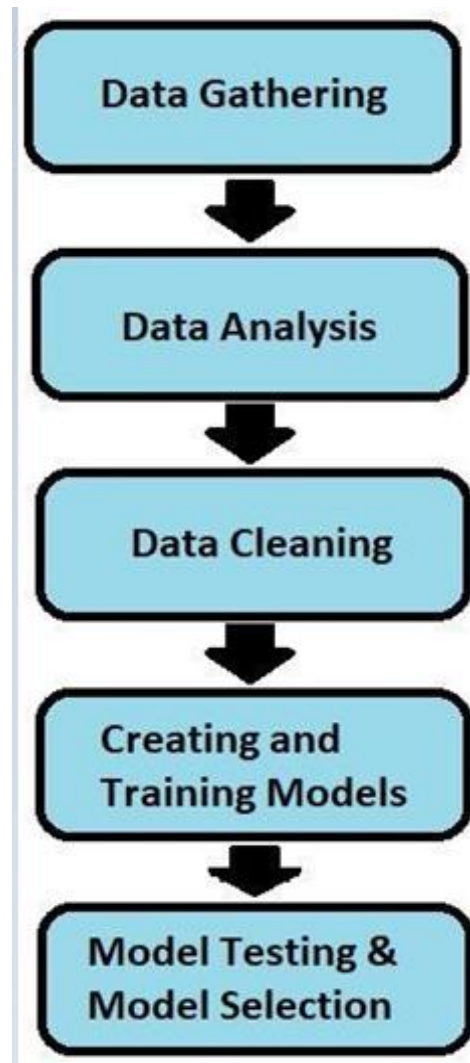 Data Gathering
Data Analysis
Data Cleaning
Creating and
Training Models
Model Testing &
Model Selection